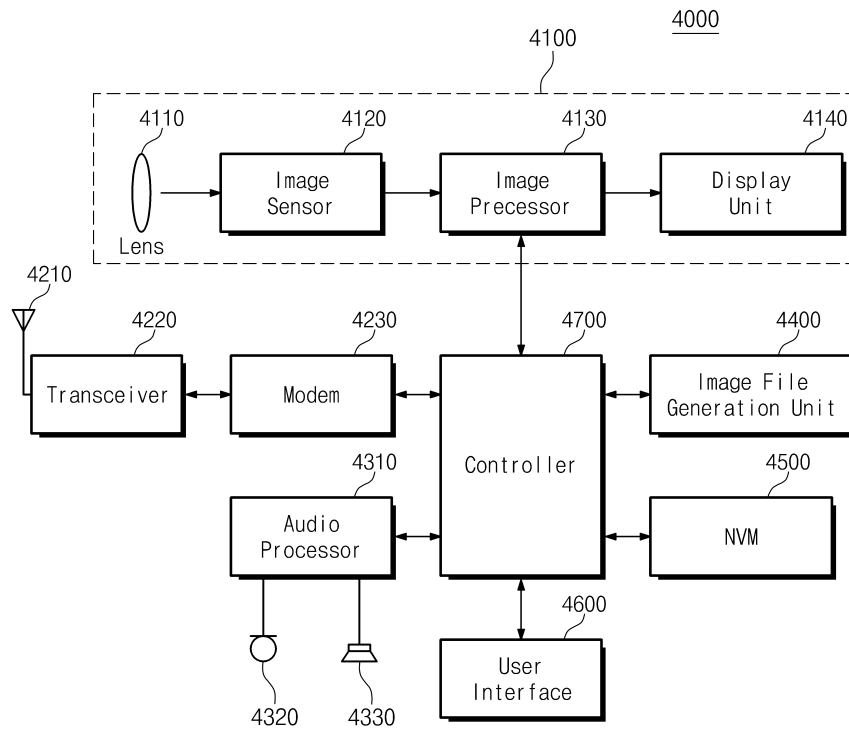 4000
4100
4110
4120
4130
4140
Lens
Image
Sensor
Image
Precessor
Display
Unit
4210
4220
4230
4700
4400
Transceiver
Modem
Controller
Image File
Generation Unit
4310
4500
Audio
Processor
NVM
4600
User
Interface
4320
4330